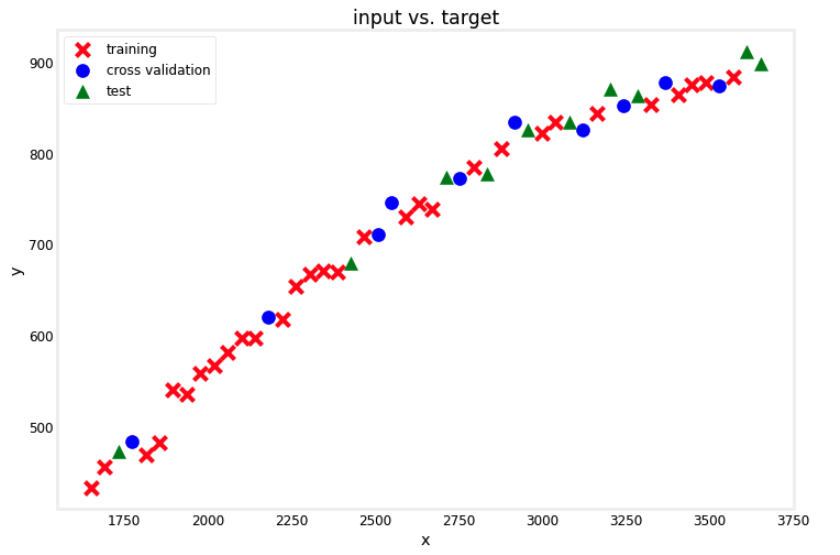 input vs. target
training
cross validation
test
900
800
700
600
500
y
1750 2000 2250 2500 2750 3000 3250 3500 3750
x